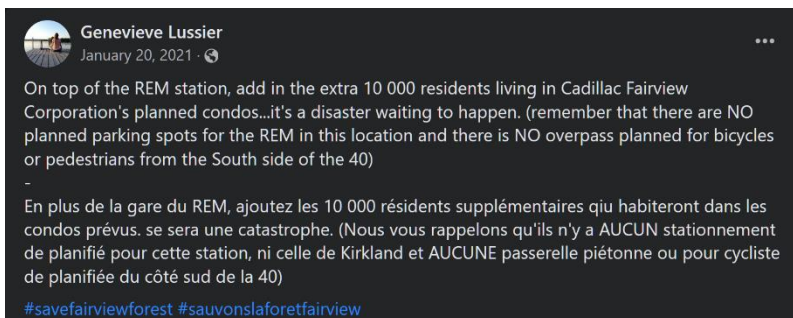 Genevieve Lussier
January 20, 2021 ·
On top of the REM station, add in the extra 10 000 residents living in Cadillac Fairview
Corporation's planned condos...it's a disaster waiting to happen. (remember that there are NO
planned parking spots for the REM in this location and there is NO overpass planned for bicycles
or pedestrians from the South side of the 40)
-
En plus de la gare du REM, ajoutez les 10 000 résidents supplémentaires qiu habiteront dans les
condos prévus. se sera une catastrophe. (Nous vous rappelons qu'ils n'y a AUCUN stationnement
de planifié pour cette station, ni celle de Kirkland et AUCUNE passerelle piétonne ou pour cycliste
de planifiée du côté sud de la 40)
#savefairviewforest #sauvonslaforetfairview